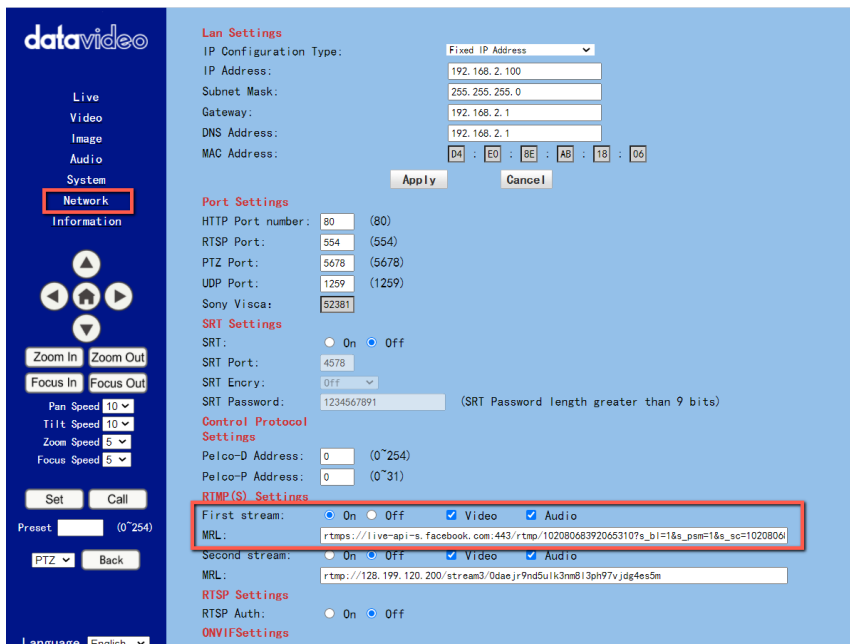 datavideo
Live
Video
Image
Audio
System
Network
Information
Zoom In Zoom Out
Focus In Focus Out
Pan Speed 10
Tilt Speed 10
Zoom Speed 5
Focus Speed 5
Set Call
Preset (0~254)
PTZ Back
Language English
Lan Settings
IP Configuration Type: Fixed IP Address
IP Address: 192.168.2.100
Subnet Mask: 255.255.255.0
Gateway: 192.168.2.1
DNS Address: 192.168.2.1
MAC Address: D4 : E0 : 8E : AB : 18 : 06
Apply Cancel
Port Settings
HTTP Port number: 80 (80)
RTSP Port: 554 (554)
PTZ Port: 5678 (5678)
UDP Port: 1259 (1259)
Sony Visca: 52381
SRT Settings
SRT: On Off
SRT Port: 4578
SRT Encry: Off
SRT Password: 1234567891 (SRT Password length greater than 9 bits)
Control Protocol
Settings
Pelco-D Address: 0 (0~254)
Pelco-P Address: 0 (0~31)
RTMP(S) Settings
First stream: On Off Video Audio
MRL: rtmps://live-api-s.facebook.com:443/rtmp/10208068392065310?s_bl=1&s_psm=1&s_sc=1020806
Second stream: On Off Video Audio
MRL: rtmp://128.199.120.200/stream3/0daejr9nd5ulk3nm8l3ph97vjdg4es5m
RTSP Settings
RTSP Auth: On Off
ONVIFSettings